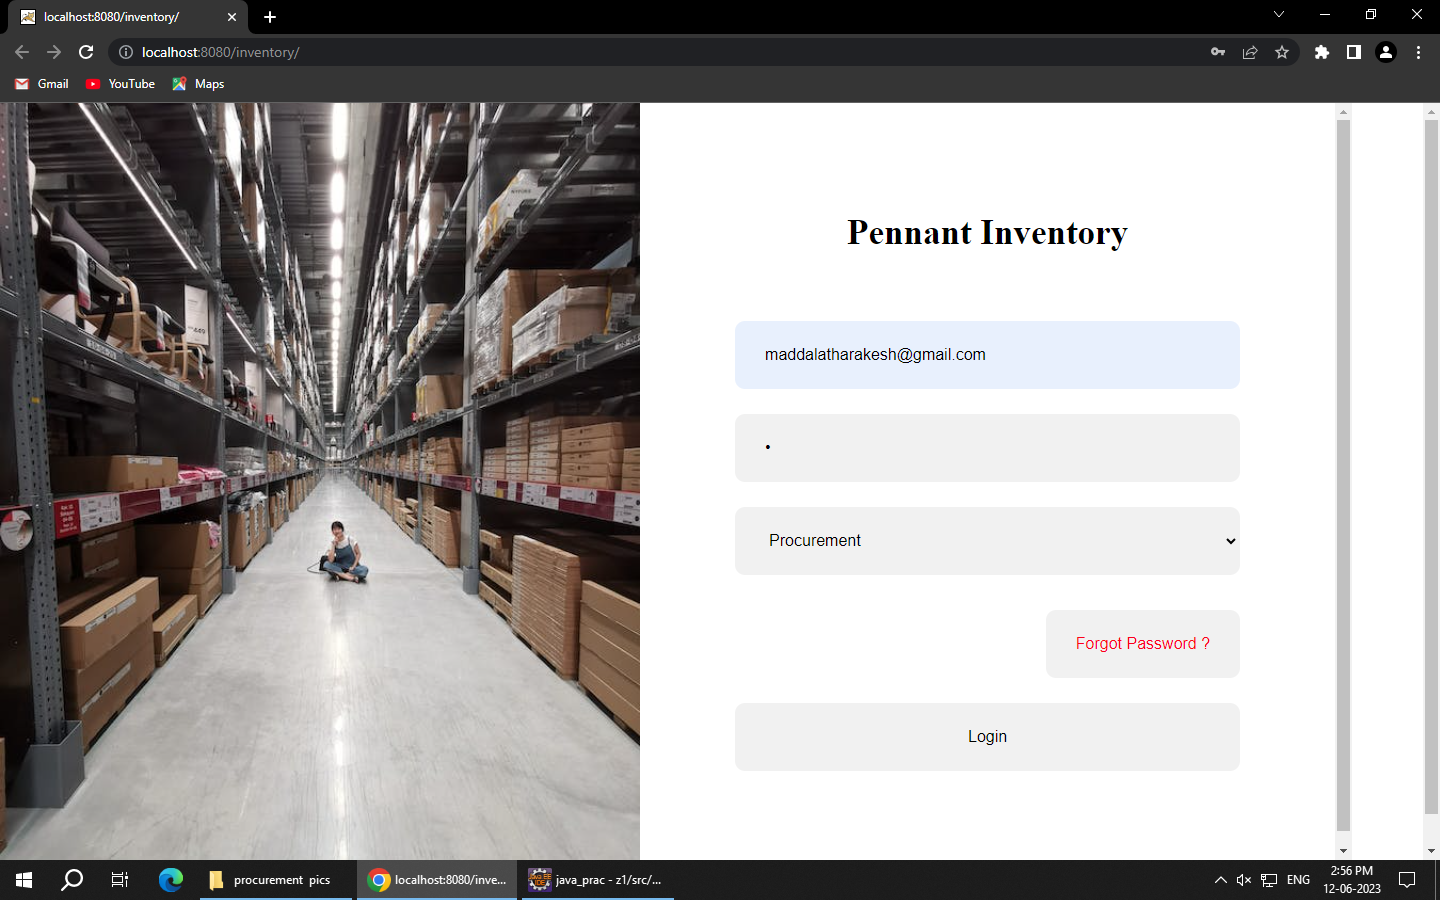 localhost:8080/inventory/
localhost:8080/inventory/
Gmail
YouTube
Maps
Pennant Inventory
maddalatharakesh@gmail.com
•
Procurement
Forgot Password ?
Login
procurement pics
localhost:8080/inve...
java_prac - z1/src/...
ENG
2:56 PM
12-06-2023